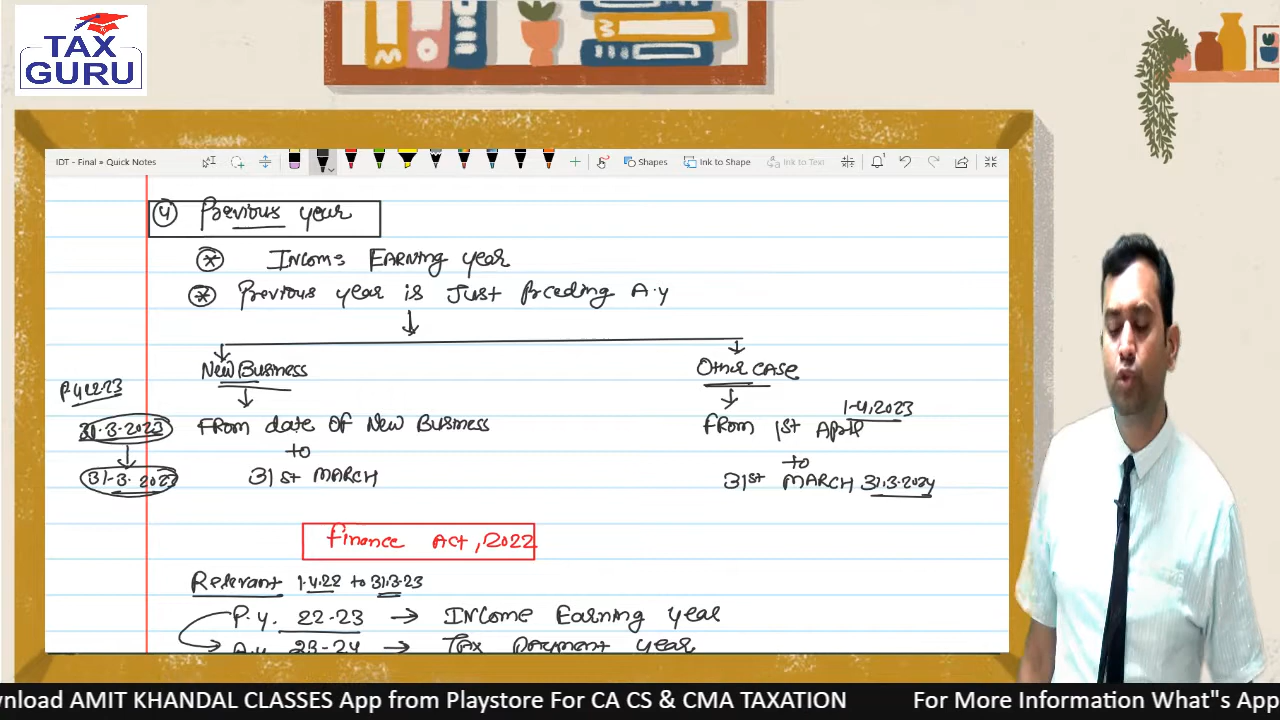 TAX
GURU
IDT - Final » Quick Notes
Shapes
Ink to Shape
Ink to Text
4 Previous year
Income EARning year
Previous year is Just Preceding A.y
New Business
Other CASE
P.y 22-23
31-3-2023
31-3-2023
FROM date OF New Business
to
31st MARCH
From 1st April
1-4-2023
to
31st MARCH 31.3.2024
Finance Act, 2022
Relevant 1.4.22 to 31.3.23
P.y. 22-23 → Income Earning year
A.y. 23-24 → Tax Payment year
wnload AMIT KHANDAL CLASSES App from Playstore For CA CS & CMA TAXATION
For More Information What"s App